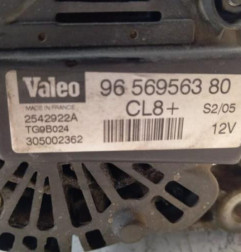 Valeo 96 569563 80
MADE IN FRANCE CL8+ S2/05
2542922A
TG9B024 12V
305002362